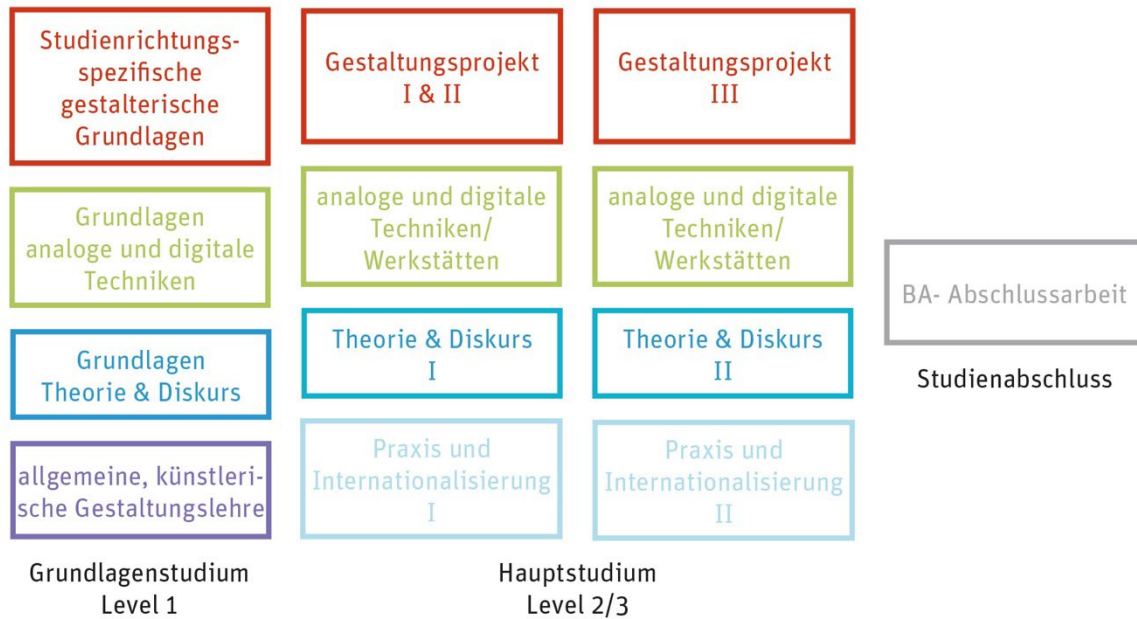 Studienrichtungs-
spezifische
gestalterische
Grundlagen
Grundlagen
analoge und digitale
Techniken
Grundlagen
Theorie & Diskurs
allgemeine, künstleri-
sche Gestaltungslehre
Grundlagenstudium
Level 1
Gestaltungsprojekt
I & II
analoge und digitale
Techniken/
Werkstätten
Theorie & Diskurs
I
Praxis und
Internationalisierung
I
Gestaltungsprojekt
III
analoge und digitale
Techniken/
Werkstätten
Theorie & Diskurs
II
Praxis und
Internationalisierung
II
Hauptstudium
Level 2/3
BA- Abschlussarbeit
Studienabschluss